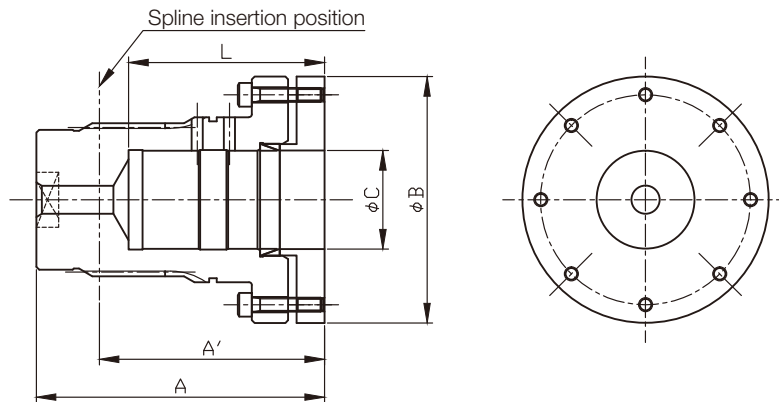 Spline insertion position
L
φC
φB
A'
A